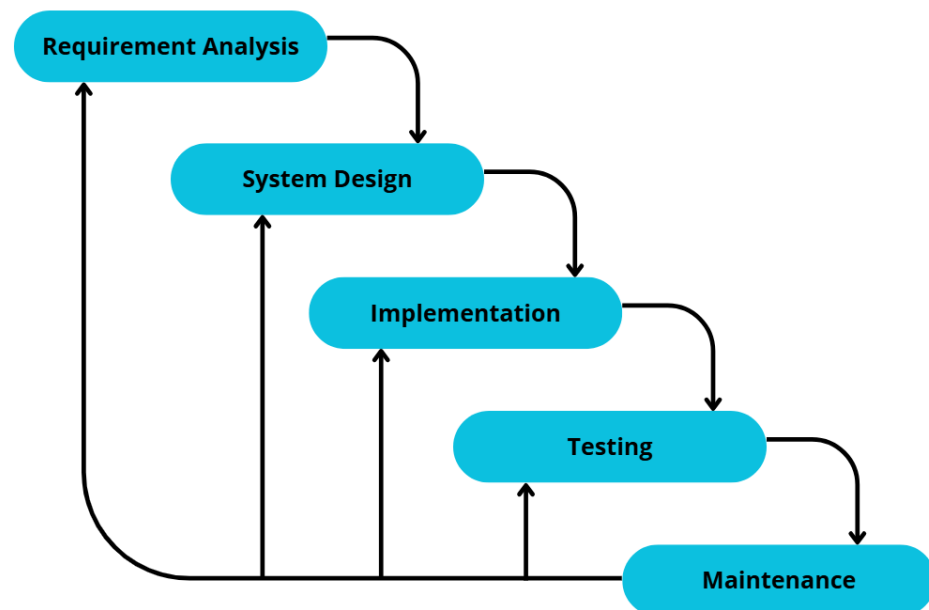 Requirement Analysis
System Design
Implementation
Testing
Maintenance